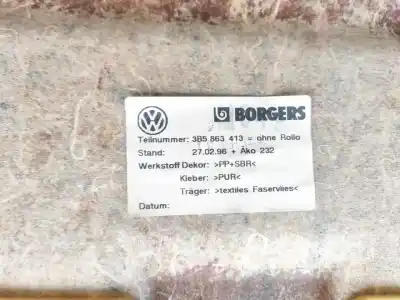 BORGERS
Teilnummer: 3B5 863 413 = ohne Rollo
Stand: 27.02.96 + Äko 232
Werkstoff Dekor: >PP+SBR<
Kleber: >PUR<
Träger: >textiles Faservlies<
Datum: